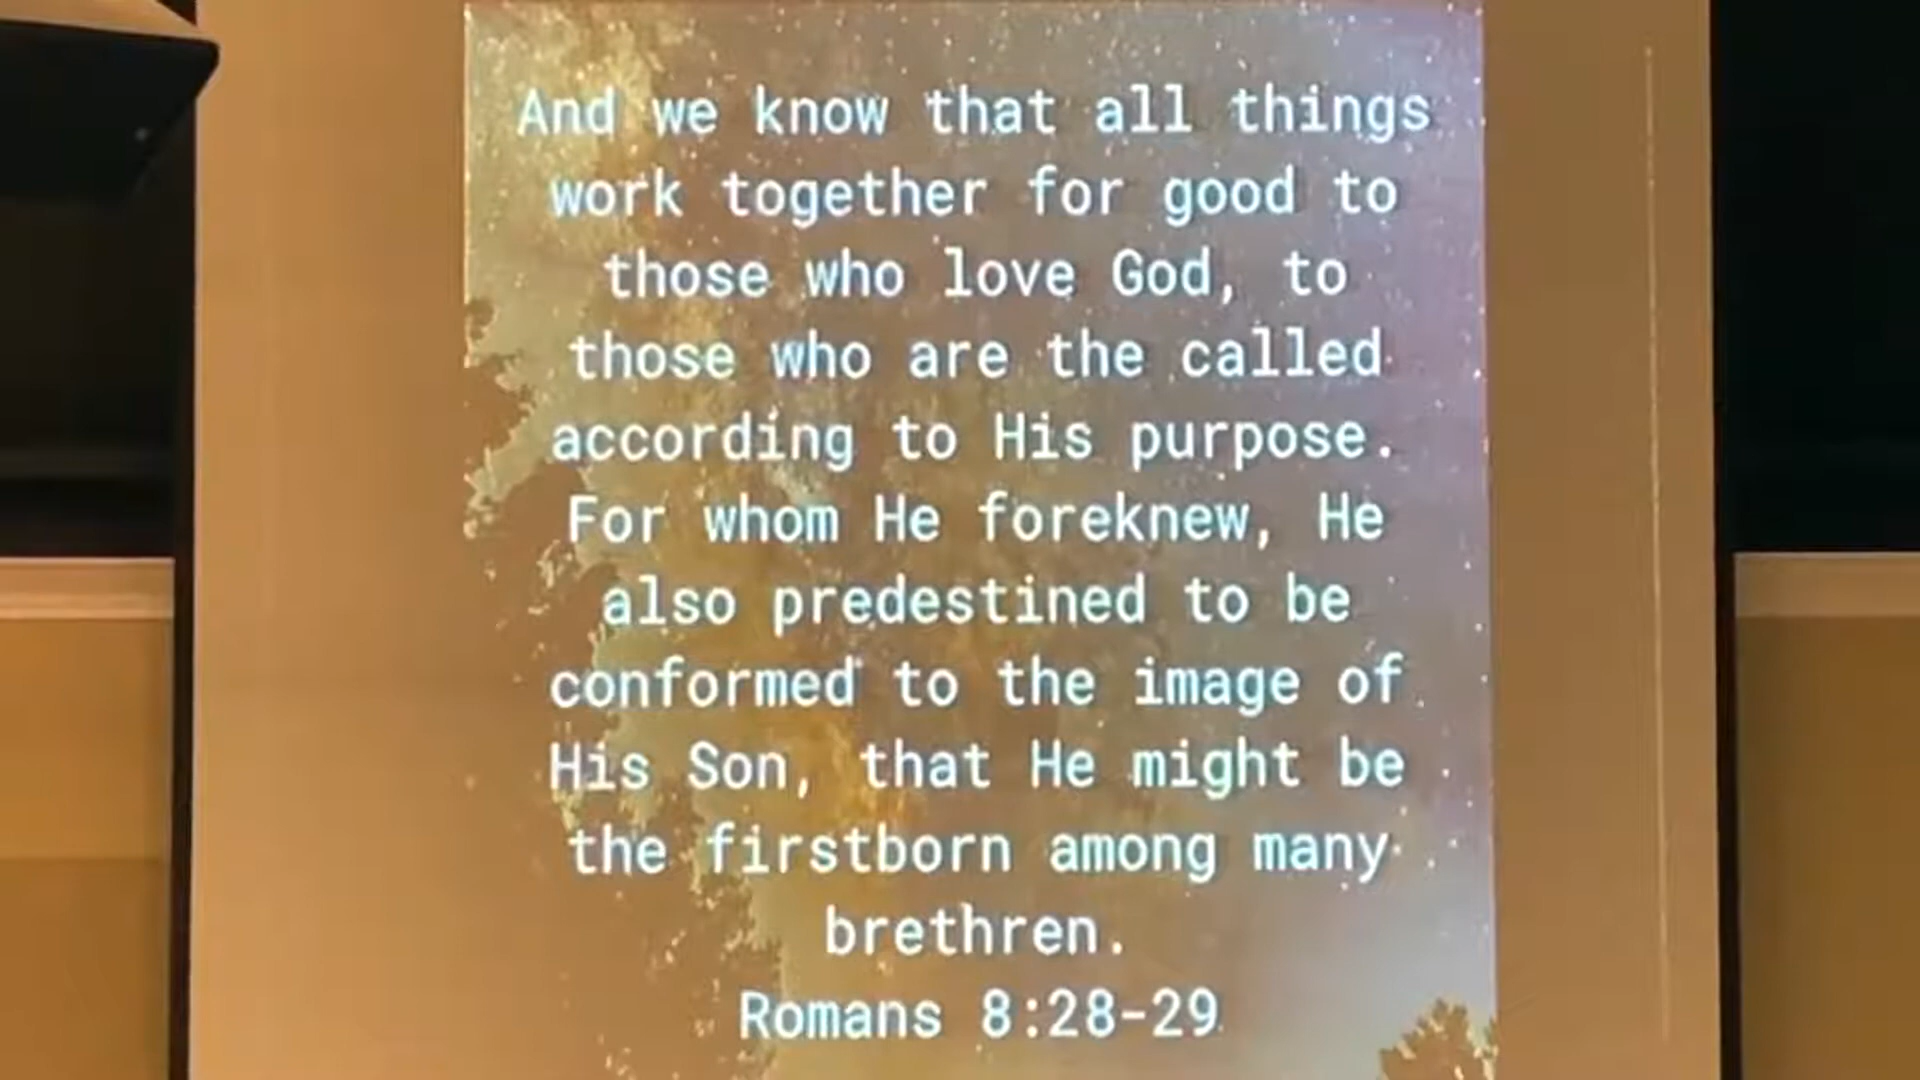 And we know that all things
work together for good to
those who love God, to
those who are the called
according to His purpose.
For whom He foreknew, He
also predestined to be
conformed to the image of
His Son, that He might be
the firstborn among many
brethren.
Romans 8:28-29